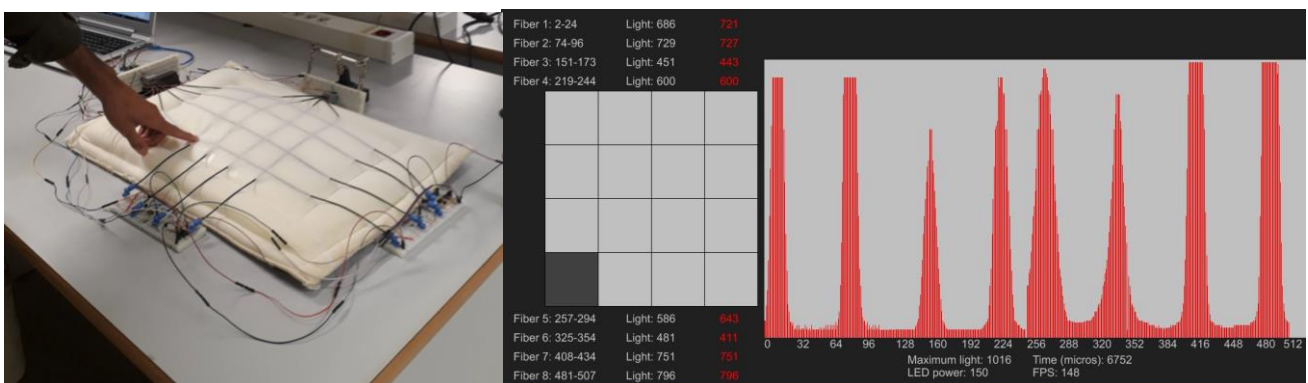 Fiber 1: 2-24 Light: 686 721
Fiber 2: 74-96 Light: 729 727
Fiber 3: 151-173 Light: 451 443
Fiber 4: 219-244 Light: 600 600
Fiber 5: 257-294 Light: 586 643
Fiber 6: 325-354 Light: 481 411
Fiber 7: 408-434 Light: 751 751
Fiber 8: 481-507 Light: 796 796
0 32 64 96 128 160 192 224 256 288 320 352 384 416 448 480 512
Maximum light: 1016 Time (micros): 6752
LED power: 150 FPS: 148